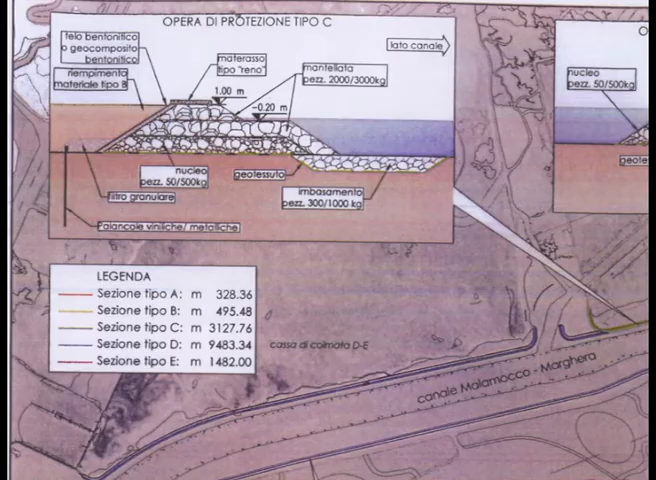 OPERA DI PROTEZIONE TIPO C
telo bentonitico
o geocomposito
bentonitico
riempimento
materiale tipo B
materasso
tipo "reno"
mantellata
pezz. 2000/3000kg
lato canale
1.00 m
-0.20 m
nucleo
pezz. 50/500kg
geotessuto
imbasamento
pezz. 300/1000 kg
filtro granulare
Palancole viniliche/ metalliche
O
nucleo
pezz. 50/500kg
geote
LEGENDA
Sezione tipo A: m 328.36
Sezione tipo B: m 495.48
Sezione tipo C: m 3127.76
Sezione tipo D: m 9483.34
Sezione tipo E: m 1482.00
cassa di colmata D-E
canale Malamocco - Marghera